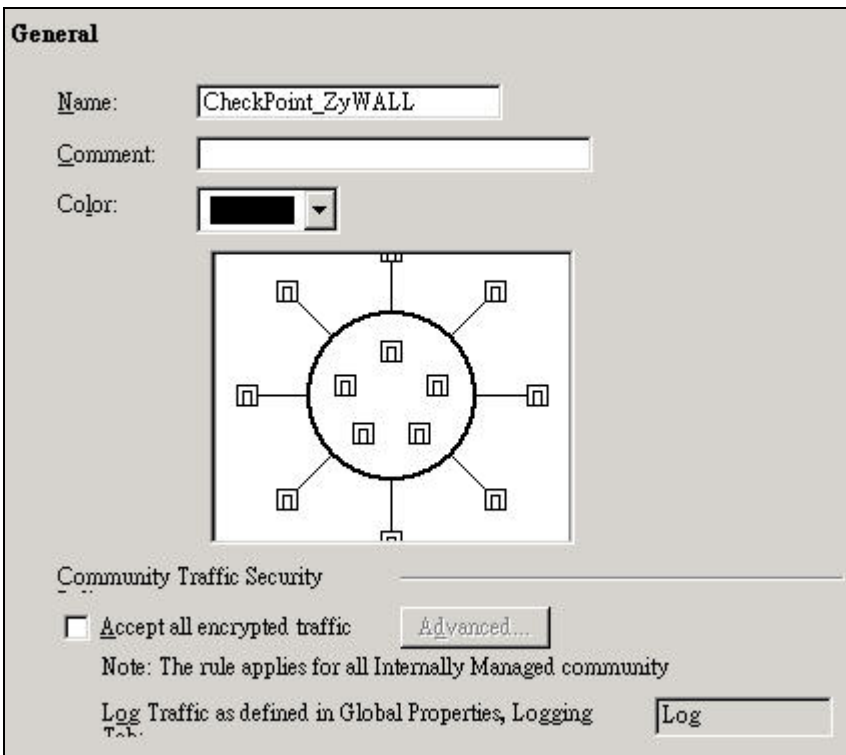 General
Name: CheckPoint_ZyWALL
Comment:
Color:
Community Traffic Security
Accept all encrypted traffic Advanced...
Note: The rule applies for all Internally Managed community
Log Traffic as defined in Global Properties, Logging Log